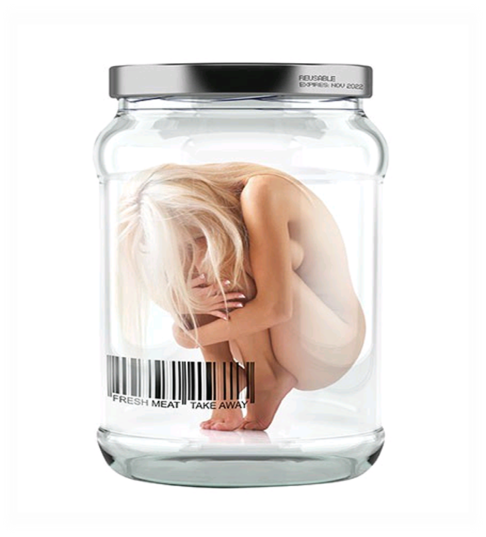 REUSABLE
EXPIRES: NOV 2022
FRESH MEAT TAKE AWAY